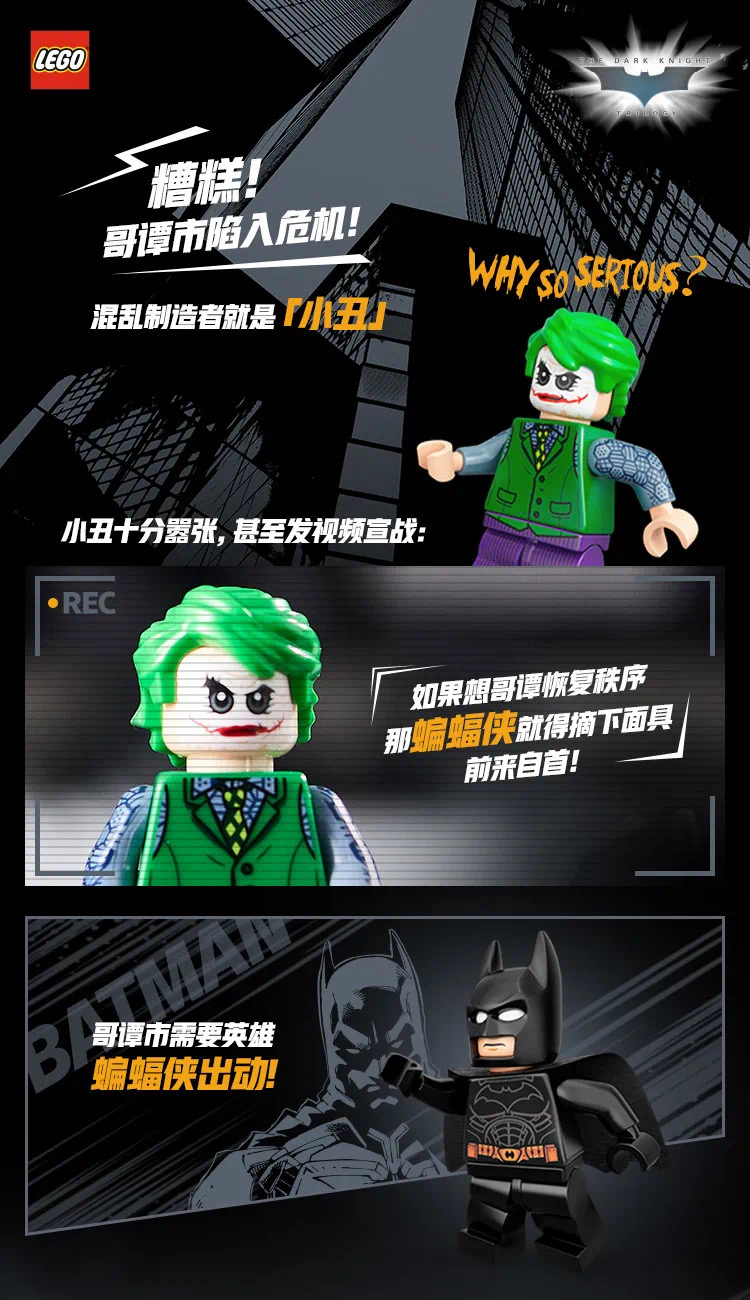 LEGO
THE DARK KNIGHT
TRILOGY
糟糕!
哥谭市陷入危机!
WHY SO SERIOUS?
混乱制造者就是「小丑」
小丑十分嚣张,甚至发视频宣战:
REC
如果想哥谭恢复秩序
那蝙蝠侠就得摘下面具
前来自首!
BATMAN
哥谭市需要英雄
蝙蝠侠出动!